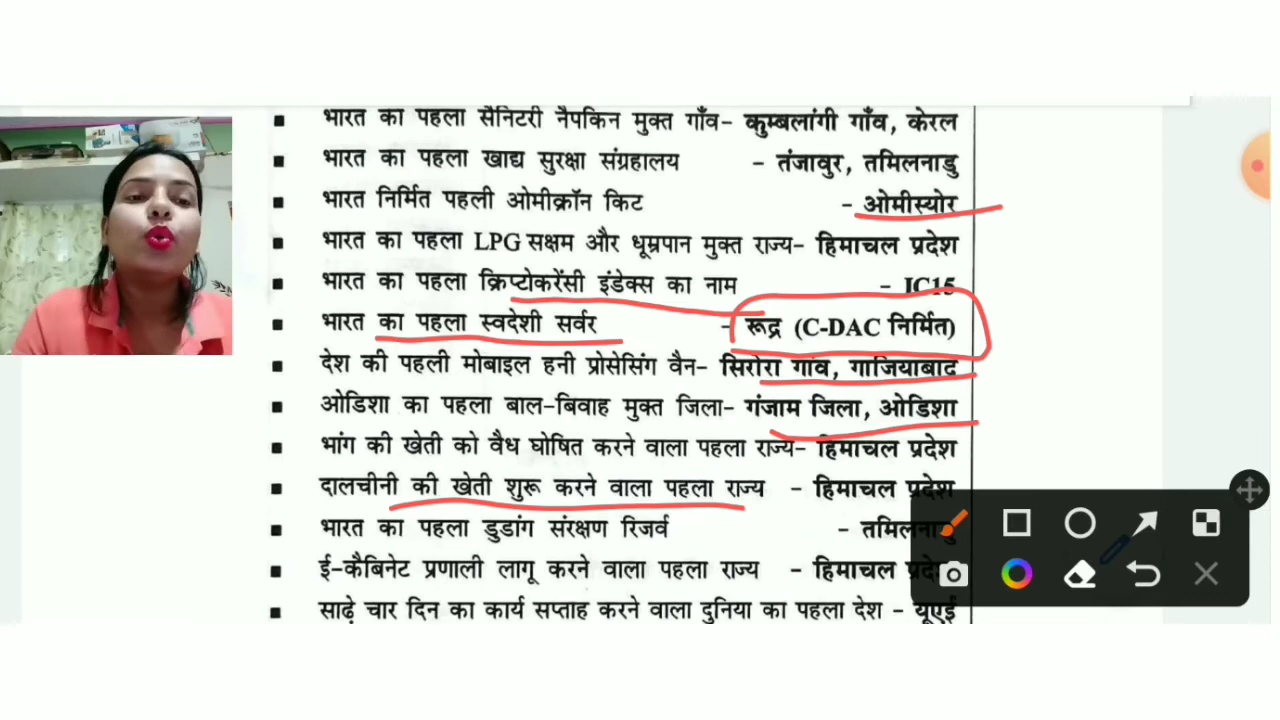 ▪ भारत का पहला सैनिटरी नैपकिन मुक्त गाँव- कुम्बलांगी गाँव, केरल
▪ भारत का पहला खाद्य सुरक्षा संग्रहालय - तंजावुर, तमिलनाडु
▪ भारत निर्मित पहली ओमीक्रॉन किट - ओमीस्योर
▪ भारत का पहला LPG सक्षम और धूम्रपान मुक्त राज्य- हिमाचल प्रदेश
▪ भारत का पहला क्रिप्टोकरेंसी इंडेक्स का नाम - IC15
▪ भारत का पहला स्वदेशी सर्वर - रूद्र (C-DAC निर्मित)
▪ देश की पहली मोबाइल हनी प्रोसेसिंग वैन- सिरोरा गांव, गाजियाबाद
▪ ओडिशा का पहला बाल-बिवाह मुक्त जिला- गंजाम जिला, ओडिशा
▪ भांग की खेती को वैध घोषित करने वाला पहला राज्य- हिमाचल प्रदेश
▪ दालचीनी की खेती शुरू करने वाला पहला राज्य - हिमाचल प्रदेश
▪ भारत का पहला डुडांग संरक्षण रिजर्व - तमिलनाडु
▪ ई-कैबिनेट प्रणाली लागू करने वाला पहला राज्य - हिमाचल प्रदेश
▪ साढ़े चार दिन का कार्य सप्ताह करने वाला दुनिया का पहला देश - यूएई